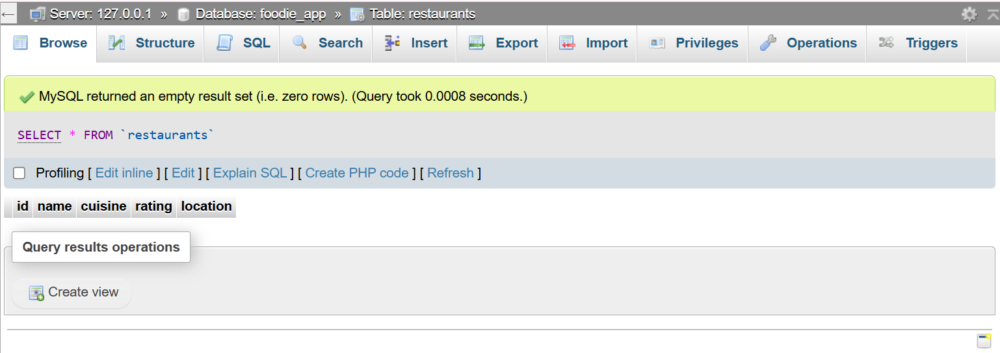 Server: 127.0.0.1 » Database: foodie_app » Table: restaurants
Browse Structure SQL Search Insert Export Import Privileges Operations Triggers
MySQL returned an empty result set (i.e. zero rows). (Query took 0.0008 seconds.)
SELECT * FROM `restaurants`
Profiling [ Edit inline ] [ Edit ] [ Explain SQL ] [ Create PHP code ] [ Refresh ]
id name cuisine rating location
Query results operations
Create view